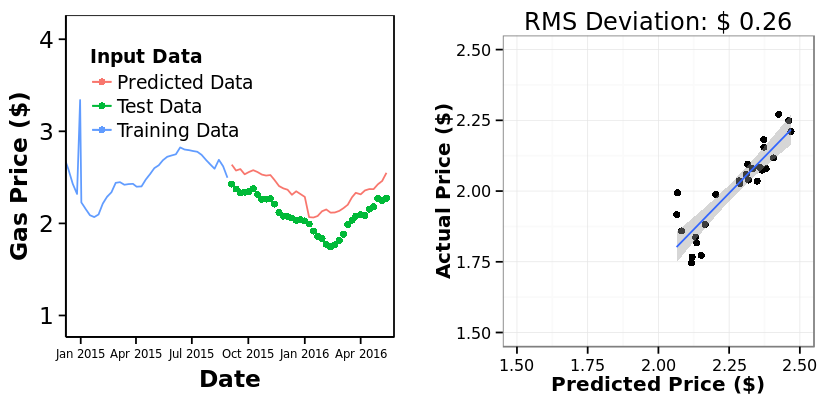 4
3
2
1
Gas Price ($)
Input Data
Predicted Data
Test Data
Training Data
Jan 2015 Apr 2015 Jul 2015 Oct 2015 Jan 2016 Apr 2016
Date
RMS Deviation: $ 0.26
2.50
2.25
2.00
1.75
1.50
Actual Price ($)
1.50 1.75 2.00 2.25 2.50
Predicted Price ($)